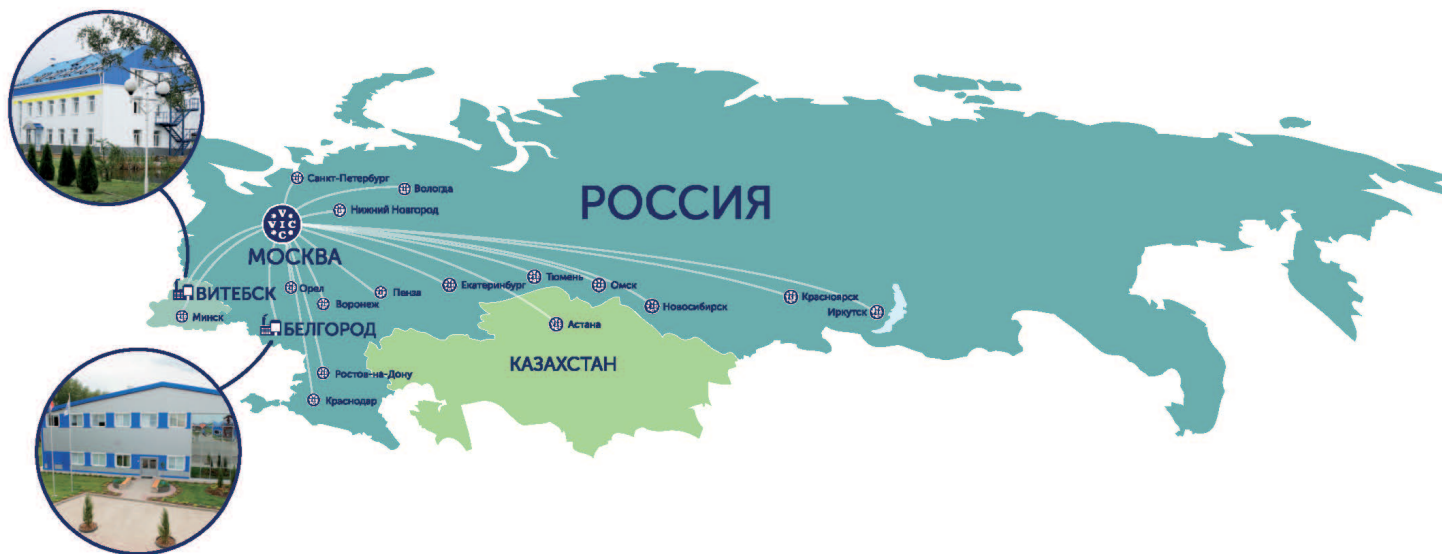 Санкт-Петербург
Вологда
Нижний Новгород
РОССИЯ
V
VIC
C
МОСКВА
ВИТЕБСК
Минск
Орел
Воронеж
Пенза
Екатеринбург
Тюмень
Омск
Новосибирск
Красноярск
Иркутск
БЕЛГОРОД
Астана
КАЗАХСТАН
Ростов-на-Дону
Краснодар